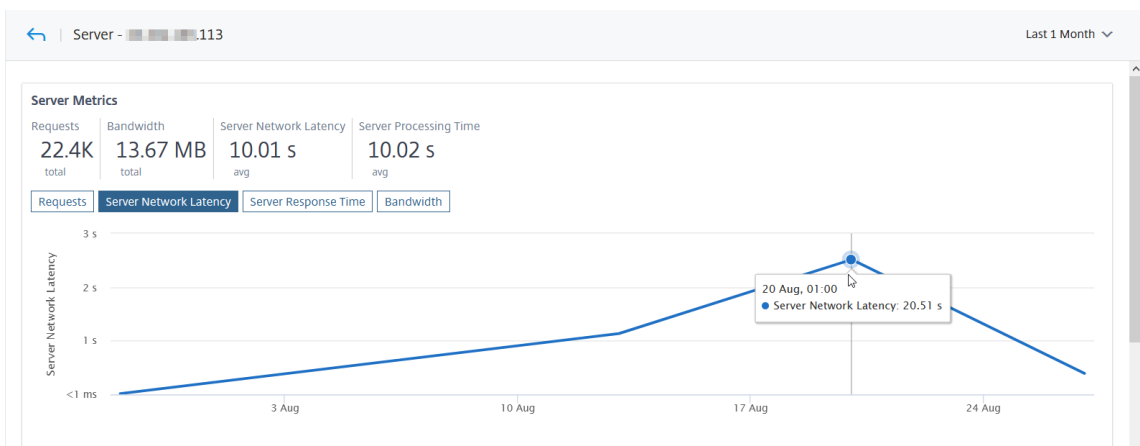 Server - .113
Last 1 Month
Server Metrics
Requests Bandwidth Server Network Latency Server Processing Time
22.4K 13.67 MB 10.01 s 10.02 s
total total avg avg
Requests Server Network Latency Server Response Time Bandwidth
Server Network Latency
3 s
2 s
1 s
<1 ms
20 Aug, 01:00
Server Network Latency: 20.51 s
3 Aug 10 Aug 17 Aug 24 Aug